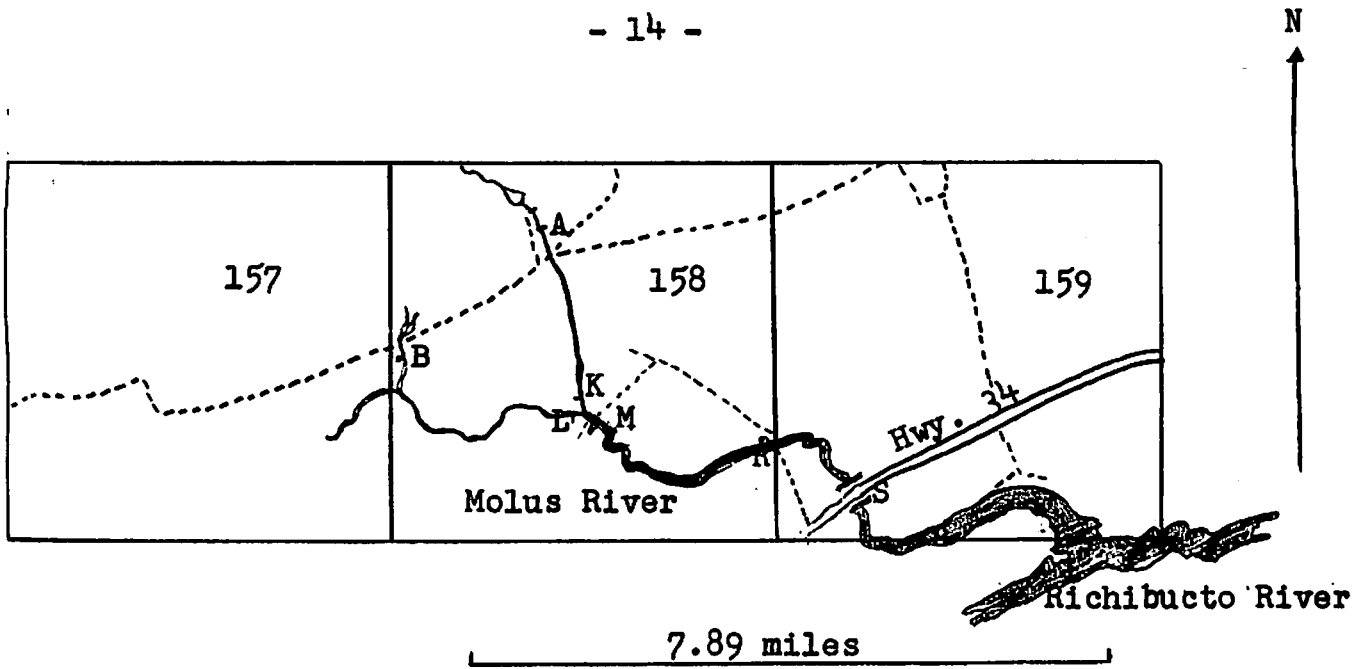 - 14 -
N
A
157
158
159
B
K
L
M
Hwy. 34
R
S
Molus River
Richibucto River
7.89 miles